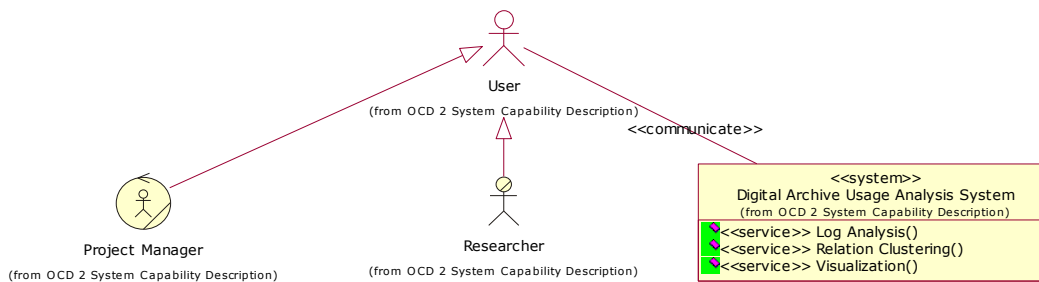 User
(from OCD 2 System Capability Description)
<<communicate>>
<<system>>
Digital Archive Usage Analysis System
(from OCD 2 System Capability Description)
<<service>> Log Analysis()
<<service>> Relation Clustering()
<<service>> Visualization()
Project Manager
(from OCD 2 System Capability Description)
Researcher
(from OCD 2 System Capability Description)